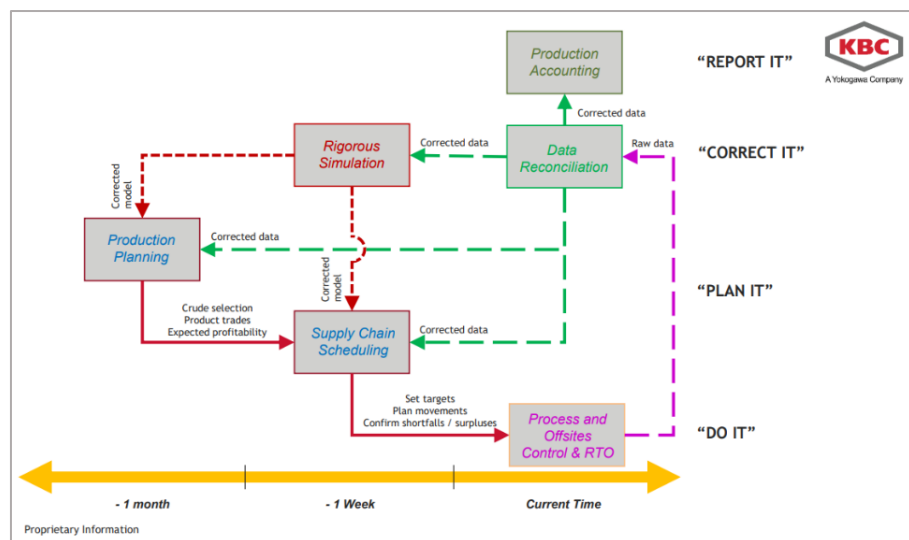 Production
Accounting
"REPORT IT"
KBC
A Yokogawa Company
Corrected data
Rigorous
Simulation
Corrected data
Data
Reconciliation
Raw data
"CORRECT IT"
Corrected
model
Production
Planning
Corrected data
Corrected
model
"PLAN IT"
Crude selection
Product trades
Expected profitability
Supply Chain
Scheduling
Corrected data
Set targets
Plan movements
Confirm shortfalls / surpluses
Process and
Offsites
Control & RTO
"DO IT"
- 1 month
- 1 Week
Current Time
Proprietary Information